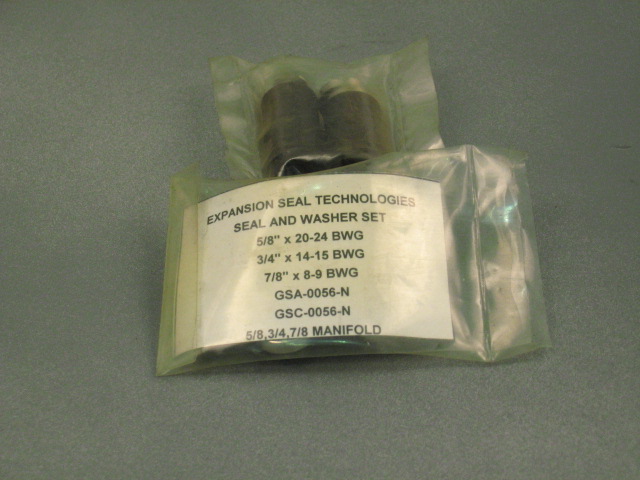 EXPANSION SEAL TECHNOLOGIES
SEAL AND WASHER SET
5/8" x 20-24 BWG
3/4" x 14-15 BWG
7/8" x 8-9 BWG
GSA-0056-N
GSC-0056-N
5/8,3/4,7/8 MANIFOLD